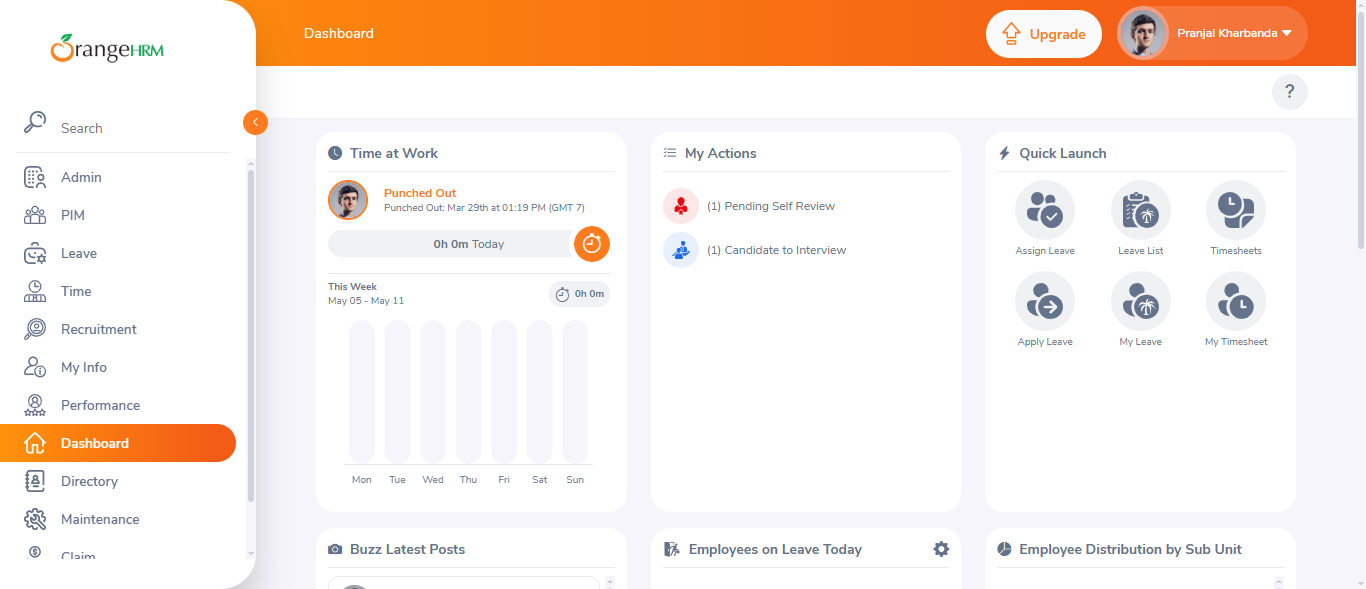 OrangeHRM
Search
Admin
PIM
Leave
Time
Recruitment
My Info
Performance
Dashboard
Directory
Maintenance
Claim
Dashboard
Upgrade
Pranjal Kharbanda
?
Time at Work
Punched Out
Punched Out: Mar 29th at 01:19 PM (GMT 7)
0h 0m Today
This Week
May 05 - May 11
0h 0m
Mon Tue Wed Thu Fri Sat Sun
My Actions
(1) Pending Self Review
(1) Candidate to Interview
Quick Launch
Assign Leave Leave List Timesheets
Apply Leave My Leave My Timesheet
Buzz Latest Posts
Employees on Leave Today
Employee Distribution by Sub Unit